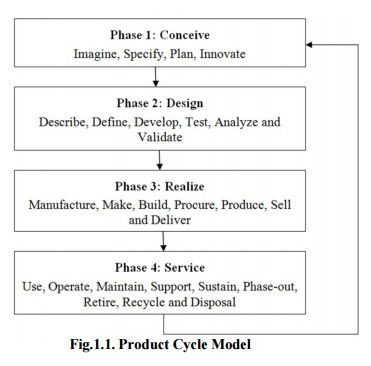 Phase 1: Conceive
Imagine, Specify, Plan, Innovate
Phase 2: Design
Describe, Define, Develop, Test, Analyze and
Validate
Phase 3: Realize
Manufacture, Make, Build, Procure, Produce, Sell
and Deliver
Phase 4: Service
Use, Operate, Maintain, Support, Sustain, Phase-out,
Retire, Recycle and Disposal
Fig.1.1. Product Cycle Model